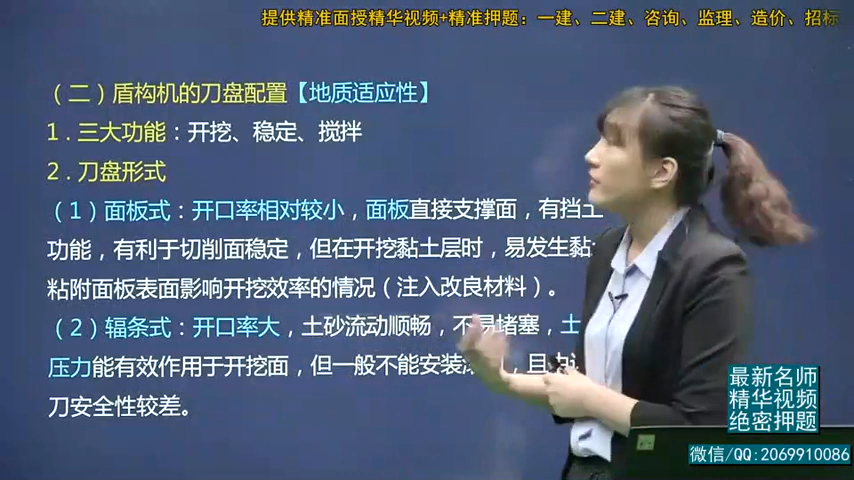 提供精准面授精华视频+精准押题：一建、二建、咨询、监理、造价、招标
（二）盾构机的刀盘配置【地质适应性】
1．三大功能：开挖、稳定、搅拌
2．刀盘形式
（1）面板式：开口率相对较小，面板直接支撑面，有挡土
功能，有利于切削面稳定，但在开挖黏土层时，易发生黏
粘附面板表面影响开挖效率的情况（注入改良材料）。
（2）辐条式：开口率大，土砂流动顺畅，不易堵塞，土
压力能有效作用于开挖面，但一般不能安装滚，且
刀安全性较差。
最新名师
精华视频
绝密押题
微信/QQ:2069910086